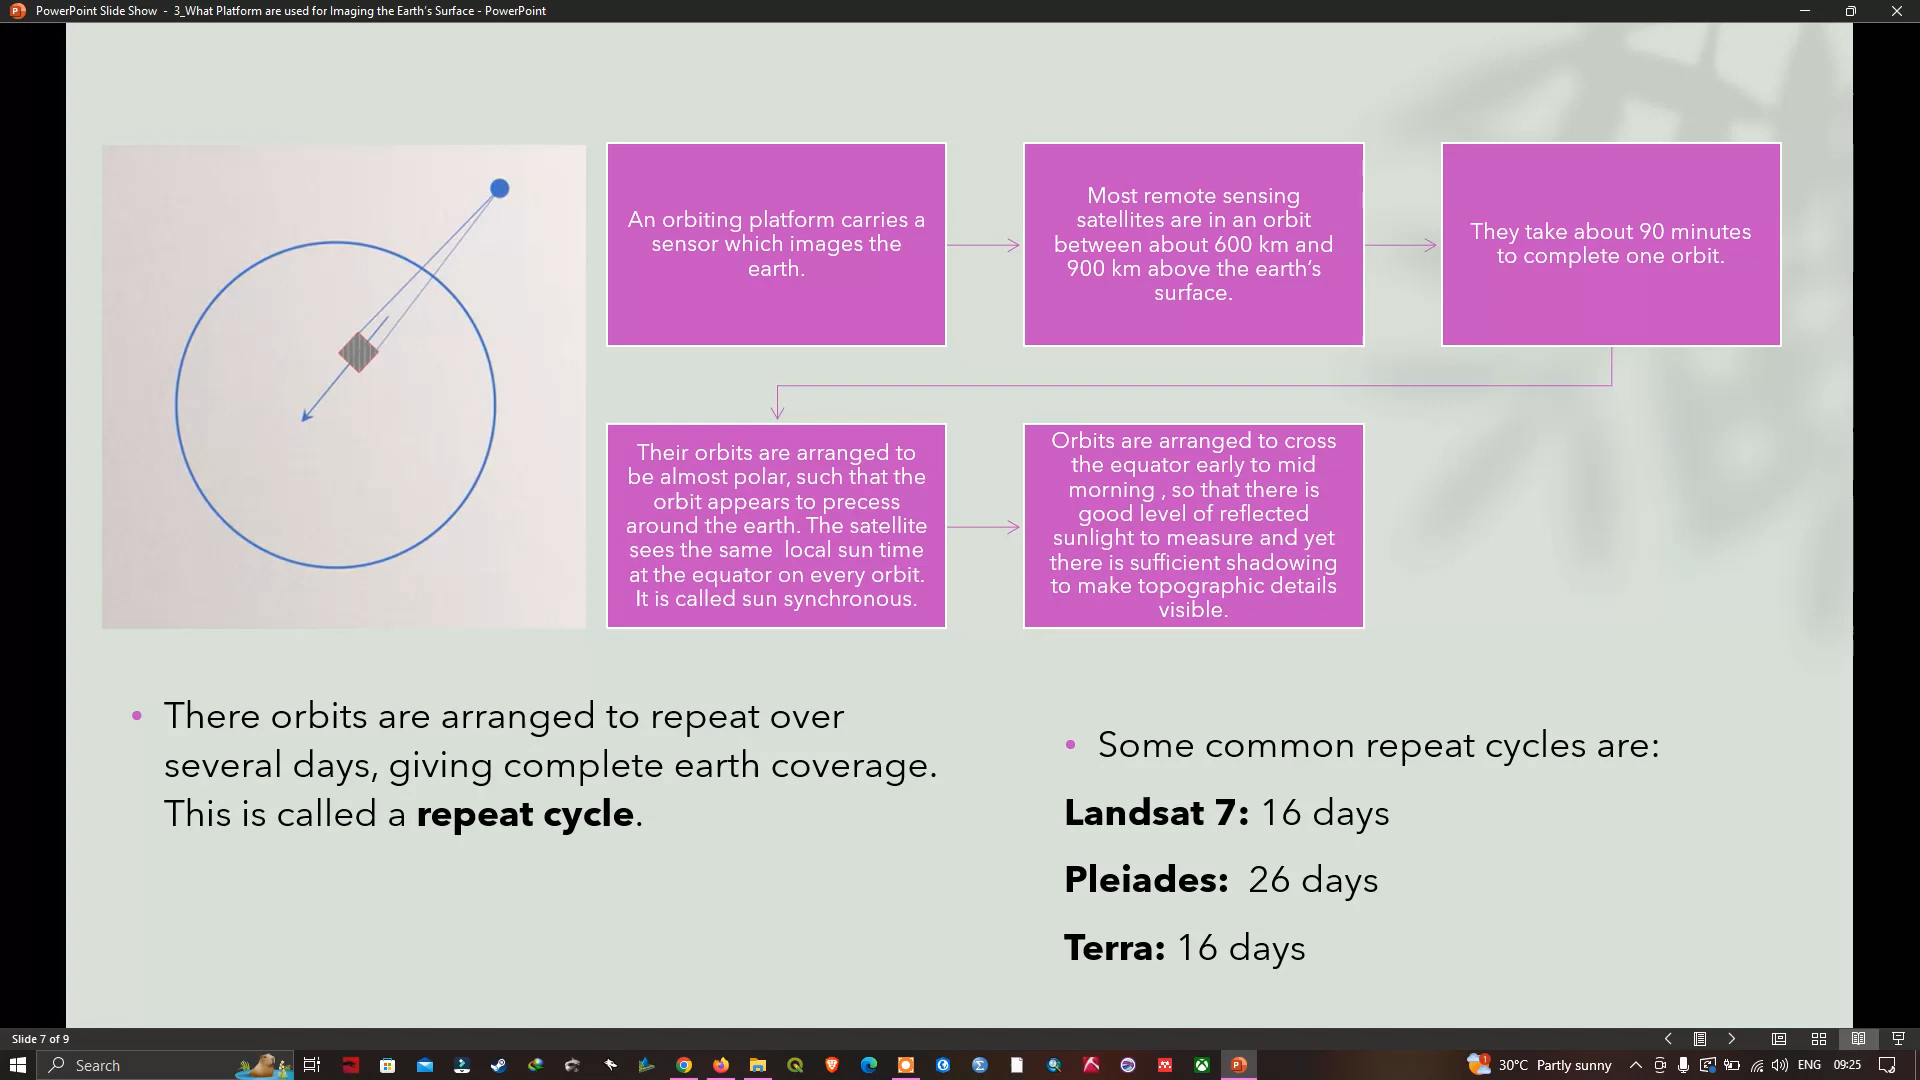 PowerPoint Slide Show - 3_What Platform are used for Imaging the Earth's Surface - PowerPoint
An orbiting platform carries a
sensor which images the
earth.
Most remote sensing
satellites are in an orbit
between about 600 km and
900 km above the earth's
surface.
They take about 90 minutes
to complete one orbit.
Their orbits are arranged to
be almost polar, such that the
orbit appears to precess
around the earth. The satellite
sees the same local sun time
at the equator on every orbit.
It is called sun synchronous.
Orbits are arranged to cross
the equator early to mid
morning , so that there is
good level of reflected
sunlight to measure and yet
there is sufficient shadowing
to make topographic details
visible.
• There orbits are arranged to repeat over
several days, giving complete earth coverage.
This is called a repeat cycle.
• Some common repeat cycles are:
Landsat 7: 16 days
Pleiades: 26 days
Terra: 16 days
Slide 7 of 9
Search
30°C Partly sunny
ENG
09:25